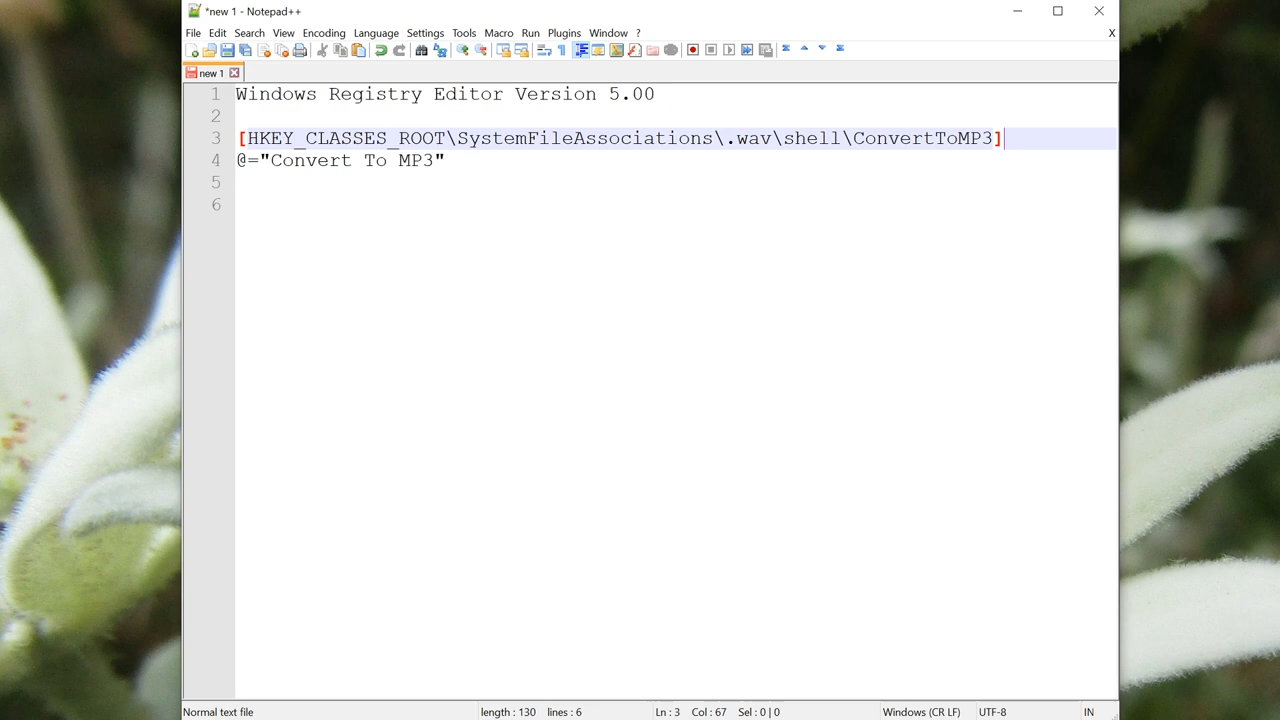 *new 1 - Notepad++
File Edit Search View Encoding Language Settings Tools Macro Run Plugins Window ? X
new 1
1 Windows Registry Editor Version 5.00
2
3 [HKEY_CLASSES_ROOT\SystemFileAssociations\.wav\shell\ConvertToMP3]
4 @="Convert To MP3"
5
6
Normal text file length : 130 lines : 6 Ln : 3 Col : 67 Sel : 0 | 0 Windows (CR LF) UTF-8 IN